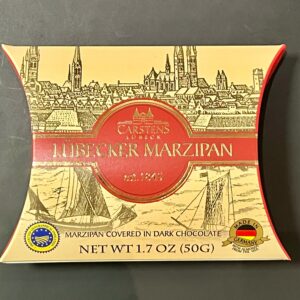 CARSTENS
LÜBECK
LÜBECKER MARZIPAN
est. 1845
MARZIPAN COVERED IN DARK CHOCOLATE
NET WT 1.7 OZ (50G)
MADE IN
GERMANY